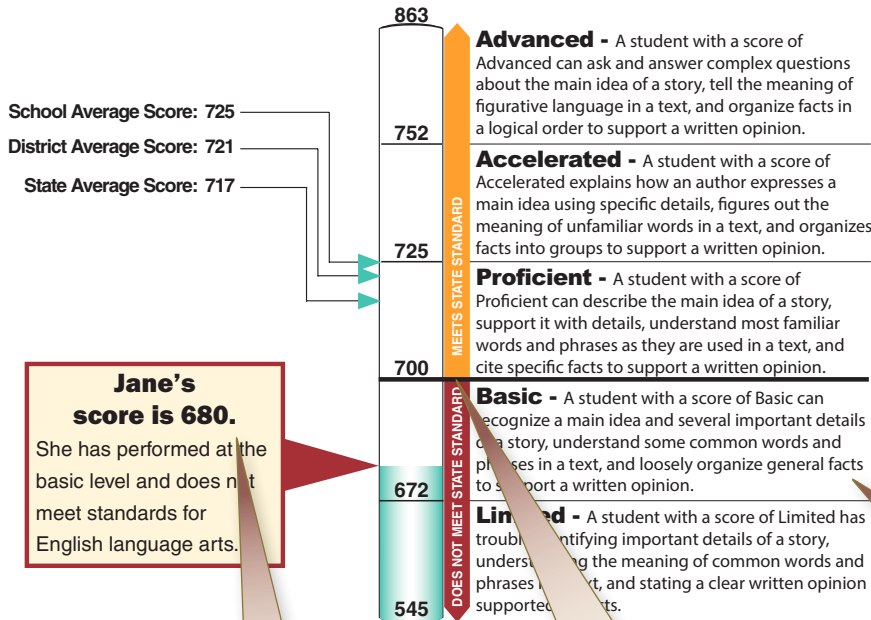 863
Advanced - A student with a score of
Advanced can ask and answer complex questions
about the main idea of a story, tell the meaning of
figurative language in a text, and organize facts in
a logical order to support a written opinion.
School Average Score: 725
District Average Score: 721
State Average Score: 717
752
Accelerated - A student with a score of
Accelerated explains how an author expresses a
main idea using specific details, figures out the
meaning of unfamiliar words in a text, and organizes
facts into groups to support a written opinion.
MEETS STATE STANDARD
725
Proficient - A student with a score of
Proficient can describe the main idea of a story,
support it with details, understand most familiar
words and phrases as they are used in a text, and
cite specific facts to support a written opinion.
700
Jane's
score is 680.
She has performed at the
basic level and does not
meet standards for
English language arts.
Basic - A student with a score of Basic can
recognize a main idea and several important details
of a story, understand some common words and
phrases in a text, and loosely organize general facts
to support a written opinion.
DOES NOT MEET STATE STANDARD
672
Limited - A student with a score of Limited has
trouble identifying important details of a story,
understanding the meaning of common words and
phrases text, and stating a clear written opinion
supported
545